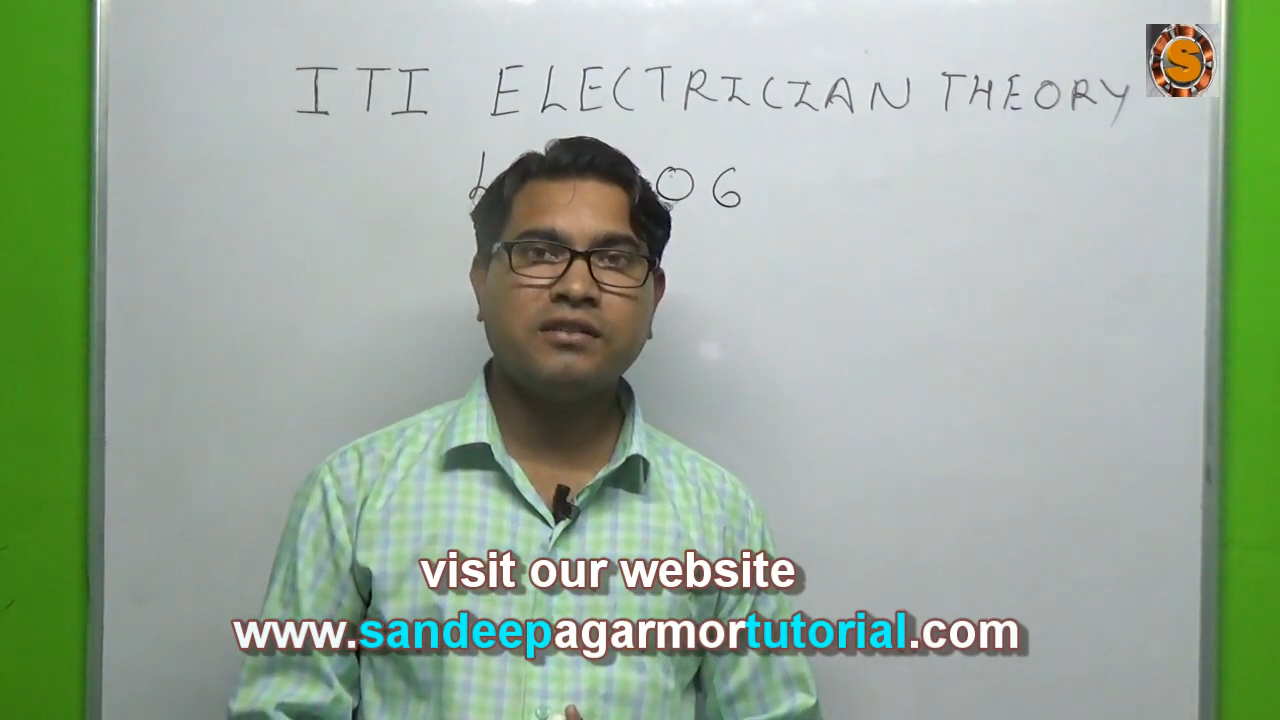 ITI ELECTRICIAN THEORY
06
S
visit our website
www.sandeepagarmortutorial.com